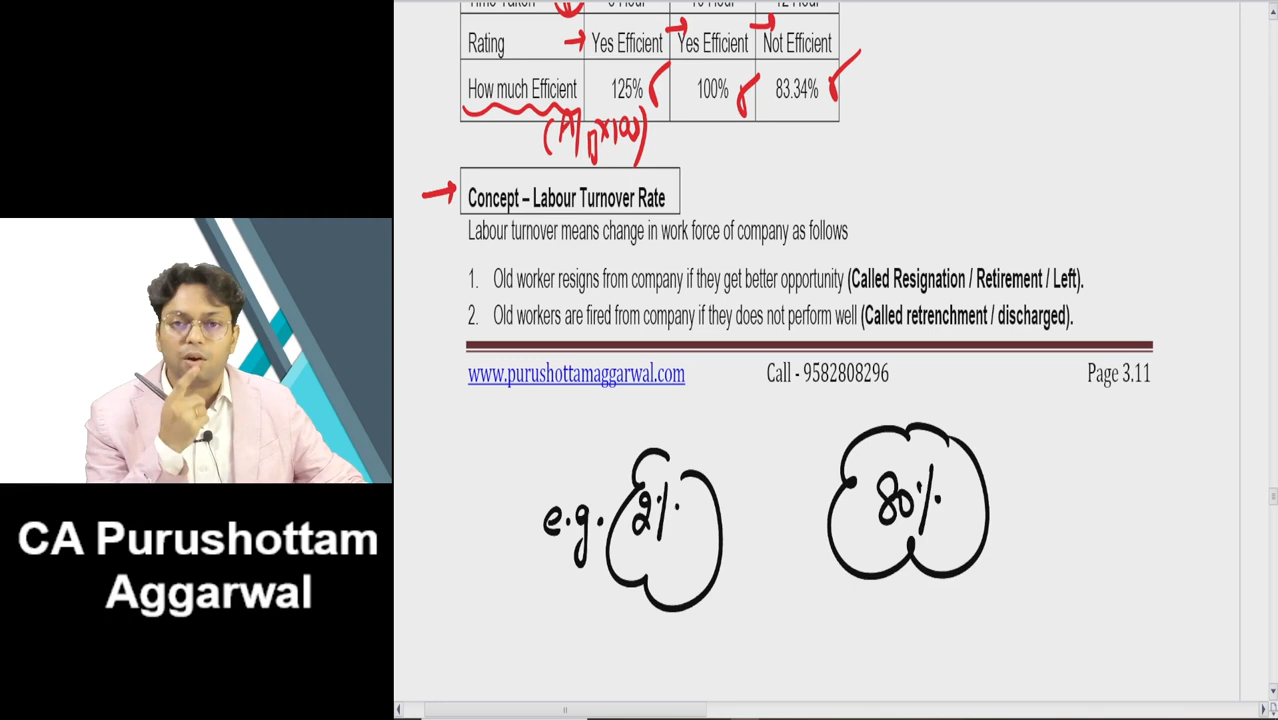 Rating Yes Efficient Yes Efficient Not Efficient
How much Efficient 125% 100% 83.34%
Concept – Labour Turnover Rate
Labour turnover means change in work force of company as follows
1. Old worker resigns from company if they get better opportunity (Called Resignation / Retirement / Left).
2. Old workers are fired from company if they does not perform well (Called retrenchment / discharged).
www.purushottamaggarwal.com Call - 9582808296 Page 3.11
e.g. 2% 80%
CA Purushottam
Aggarwal